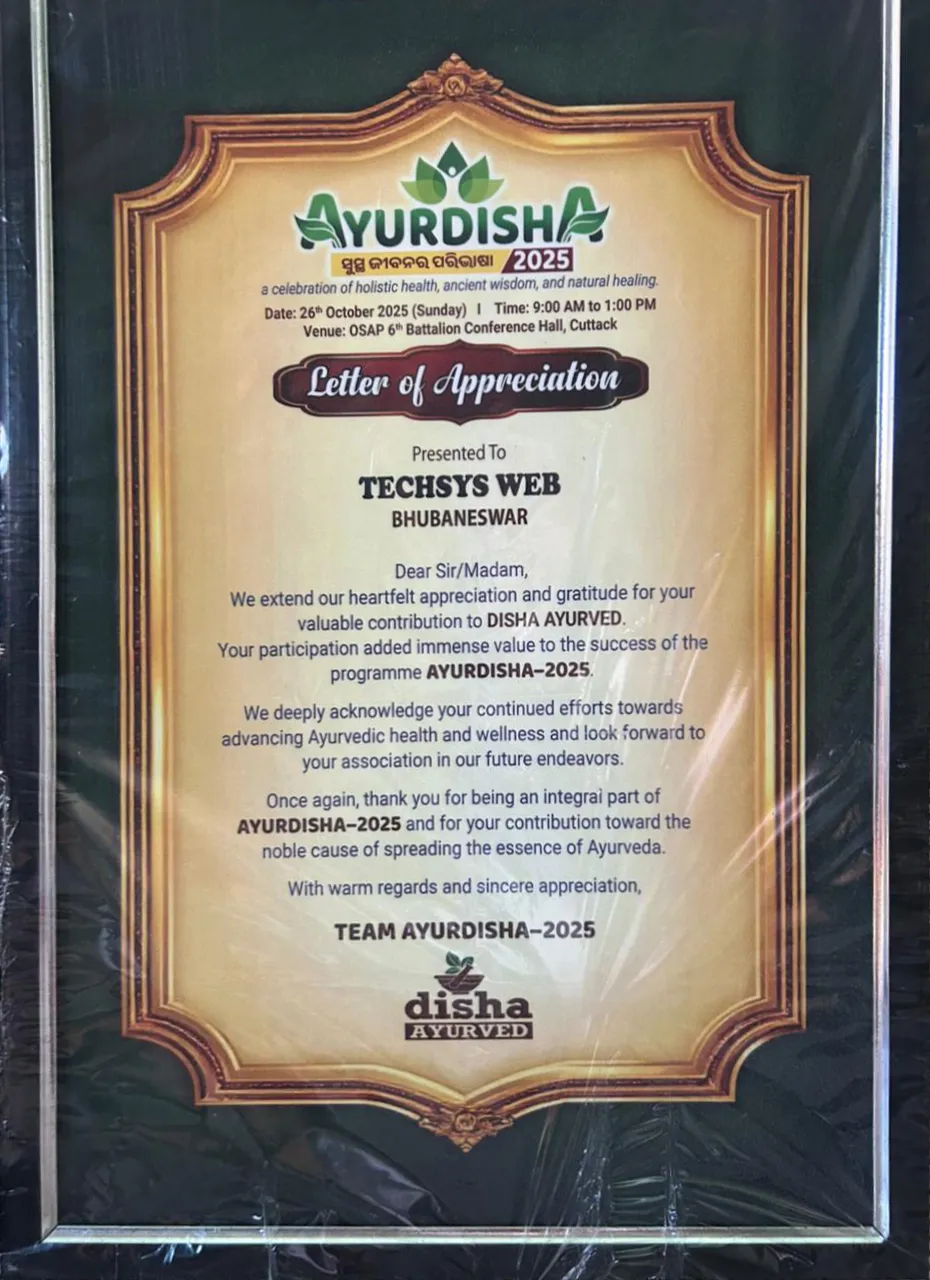 AYURDISHA
ସୁସ୍ଥ ଜୀବନର ପରିଭାଷା 2025
a celebration of holistic health, ancient wisdom, and natural healing.
Date: 26th October 2025 (Sunday) I Time: 9:00 AM to 1:00 PM
Venue: OSAP 6th Battalion Conference Hall, Cuttack
Letter of Appreciation
Presented To
TECHSYS WEB
BHUBANESWAR
Dear Sir/Madam,
We extend our heartfelt appreciation and gratitude for your
valuable contribution to DISHA AYURVED.
Your participation added immense value to the success of the
programme AYURDISHA–2025.
We deeply acknowledge your continued efforts towards
advancing Ayurvedic health and wellness and look forward to
your association in our future endeavors.
Once again, thank you for being an integral part of
AYURDISHA–2025 and for your contribution toward the
noble cause of spreading the essence of Ayurveda.
With warm regards and sincere appreciation,
TEAM AYURDISHA–2025
disha
AYURVED